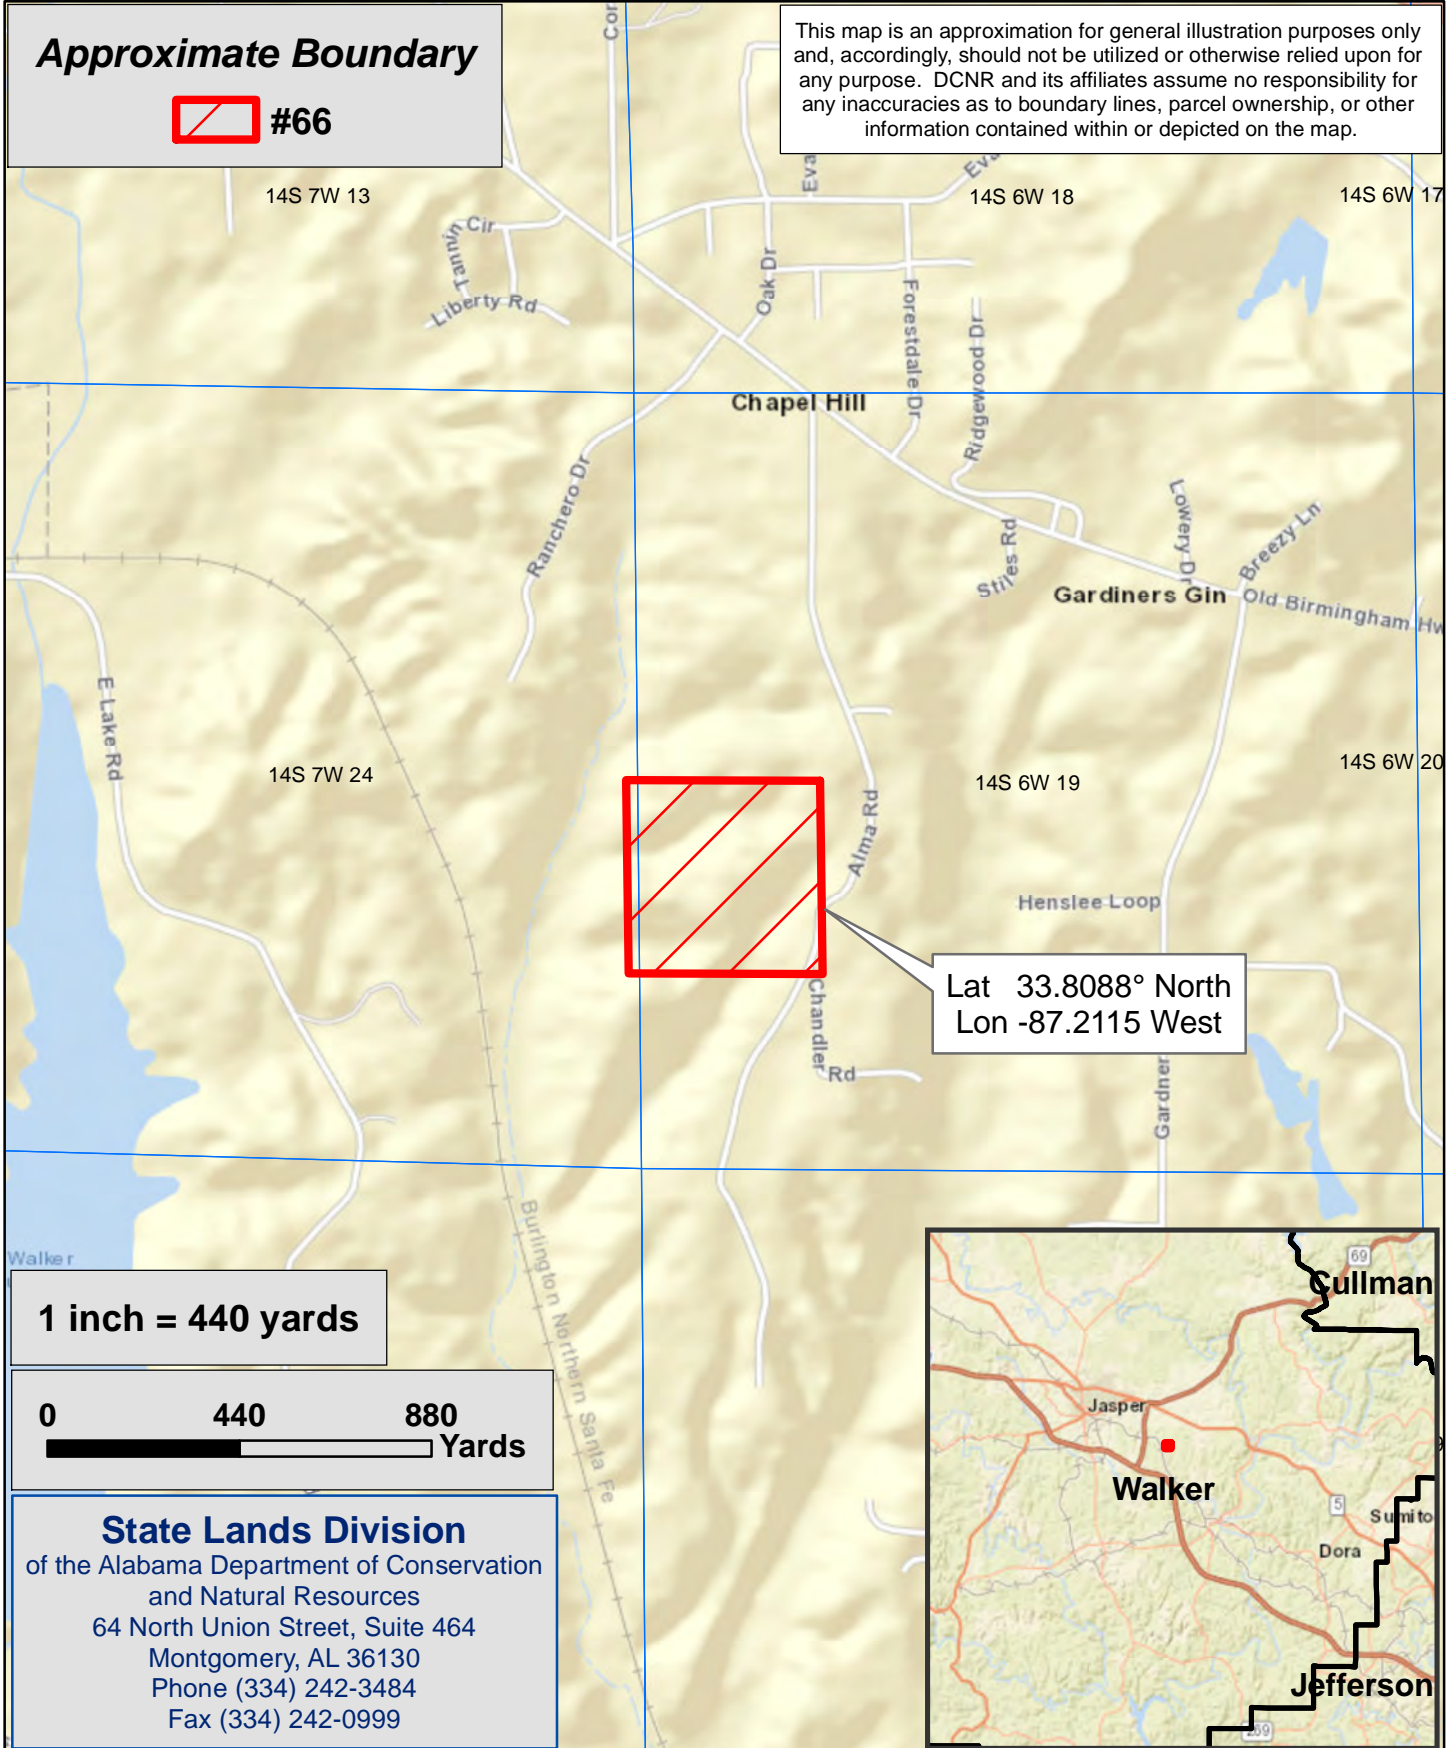 Approximate Boundary
#66
This map is an approximation for general illustration purposes only
and, accordingly, should not be utilized or otherwise relied upon for
any purpose.  DCNR and its affiliates assume no responsibility for
any inaccuracies as to boundary lines, parcel ownership, or other
information contained within or depicted on the map.
Cor
Eva
Eva
14S 7W 13
14S 6W 18
14S 6W 17
Tannin Cir
Liberty Rd
Oak Dr
Forestdale Dr
Ridgewood Dr
Chapel Hill
Ranchero Dr
Stiles Rd
Lowery Dr
Breezy Ln
Gardiners Gin
Old Birmingham Hw
E Lake Rd
14S 7W 24
14S 6W 19
14S 6W 20
Alma Rd
Henslee Loop
Lat   33.8088° North
Lon -87.2115 West
Chandler Rd
Gardner
Burlington Northern Santa Fe
Walker
1 inch = 440 yards
0 440 880
Yards
State Lands Division
of the Alabama Department of Conservation
and Natural Resources
64 North Union Street, Suite 464
Montgomery, AL 36130
Phone (334) 242-3484
Fax (334) 242-0999
69
Cullman
Jasper
Walker
5
Sumito
Dora
Jefferson
269